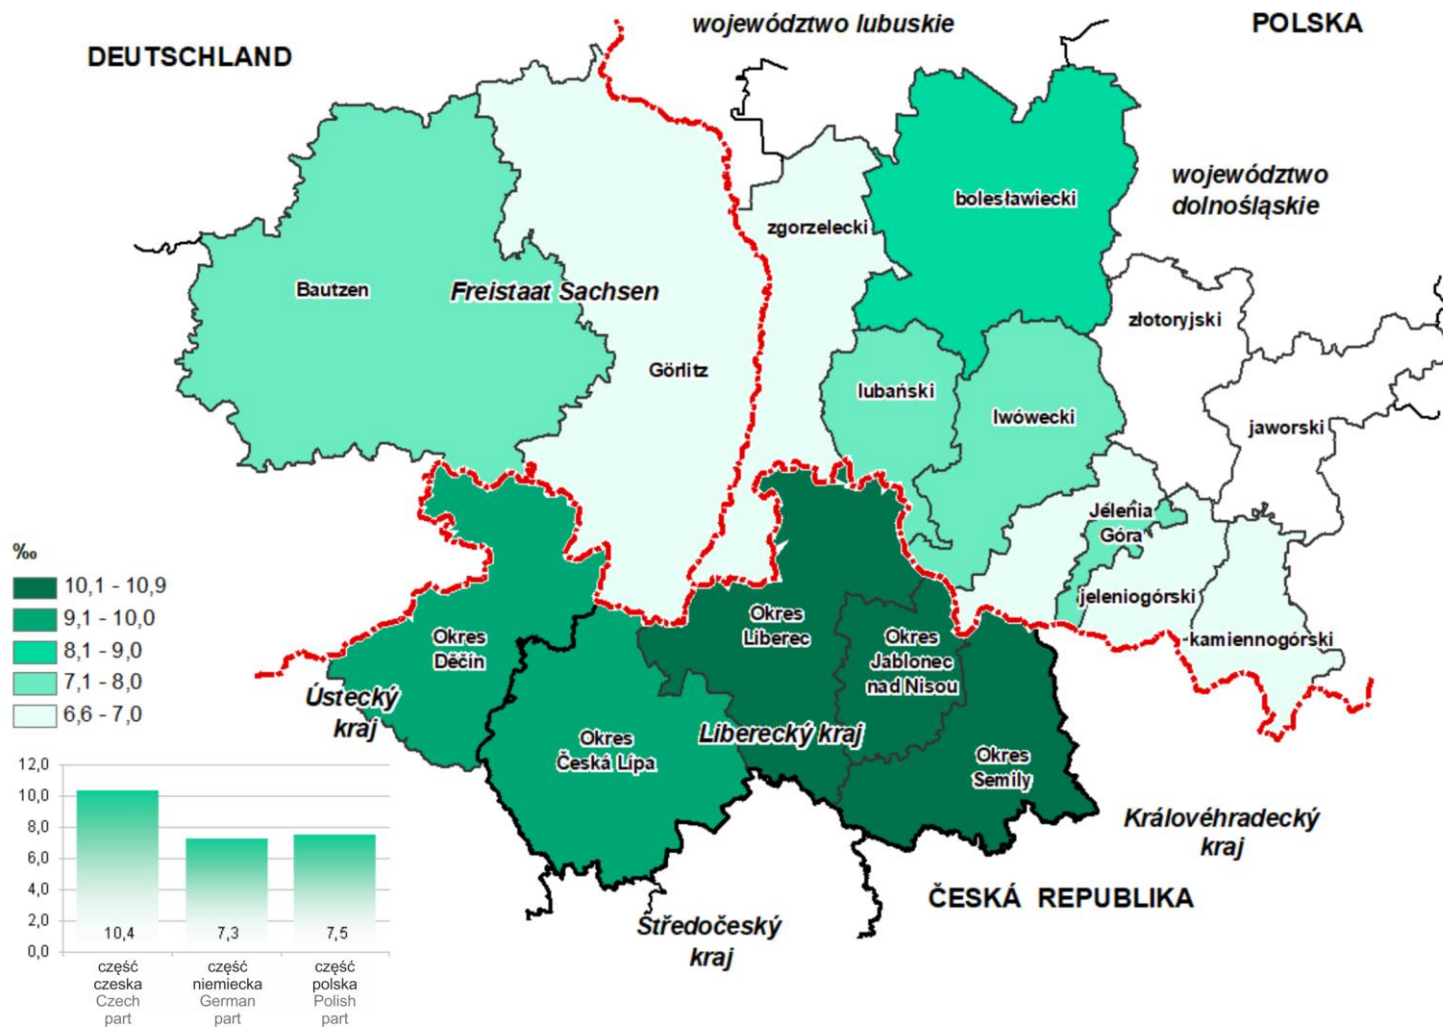 DEUTSCHLAND
województwo lubuskie
POLSKA
województwo
dolnośląskie
bolesławiecki
zgorzelecki
Bautzen
Freistaat Sachsen
złotoryjski
Görlitz
lubański
lwówecki
jaworski
Jelenia
Góra
jeleniogórski
kamiennogórski
‰
10,1 - 10,9
9,1 - 10,0
8,1 - 9,0
7,1 - 8,0
6,6 - 7,0
Okres
Děčín
Okres
Liberec
Okres
Jablonec
nad Nisou
Ústecký
kraj
Okres
Česká Lípa
Liberecký kraj
Okres
Semily
Královéhradecký
kraj
ČESKÁ REPUBLIKA
Středočeský
kraj
12,0
10,0
8,0
6,0
4,0
2,0
0,0
10,4
7,3
7,5
część
czeska
Czech
part
część
niemiecka
German
part
część
polska
Polish
part